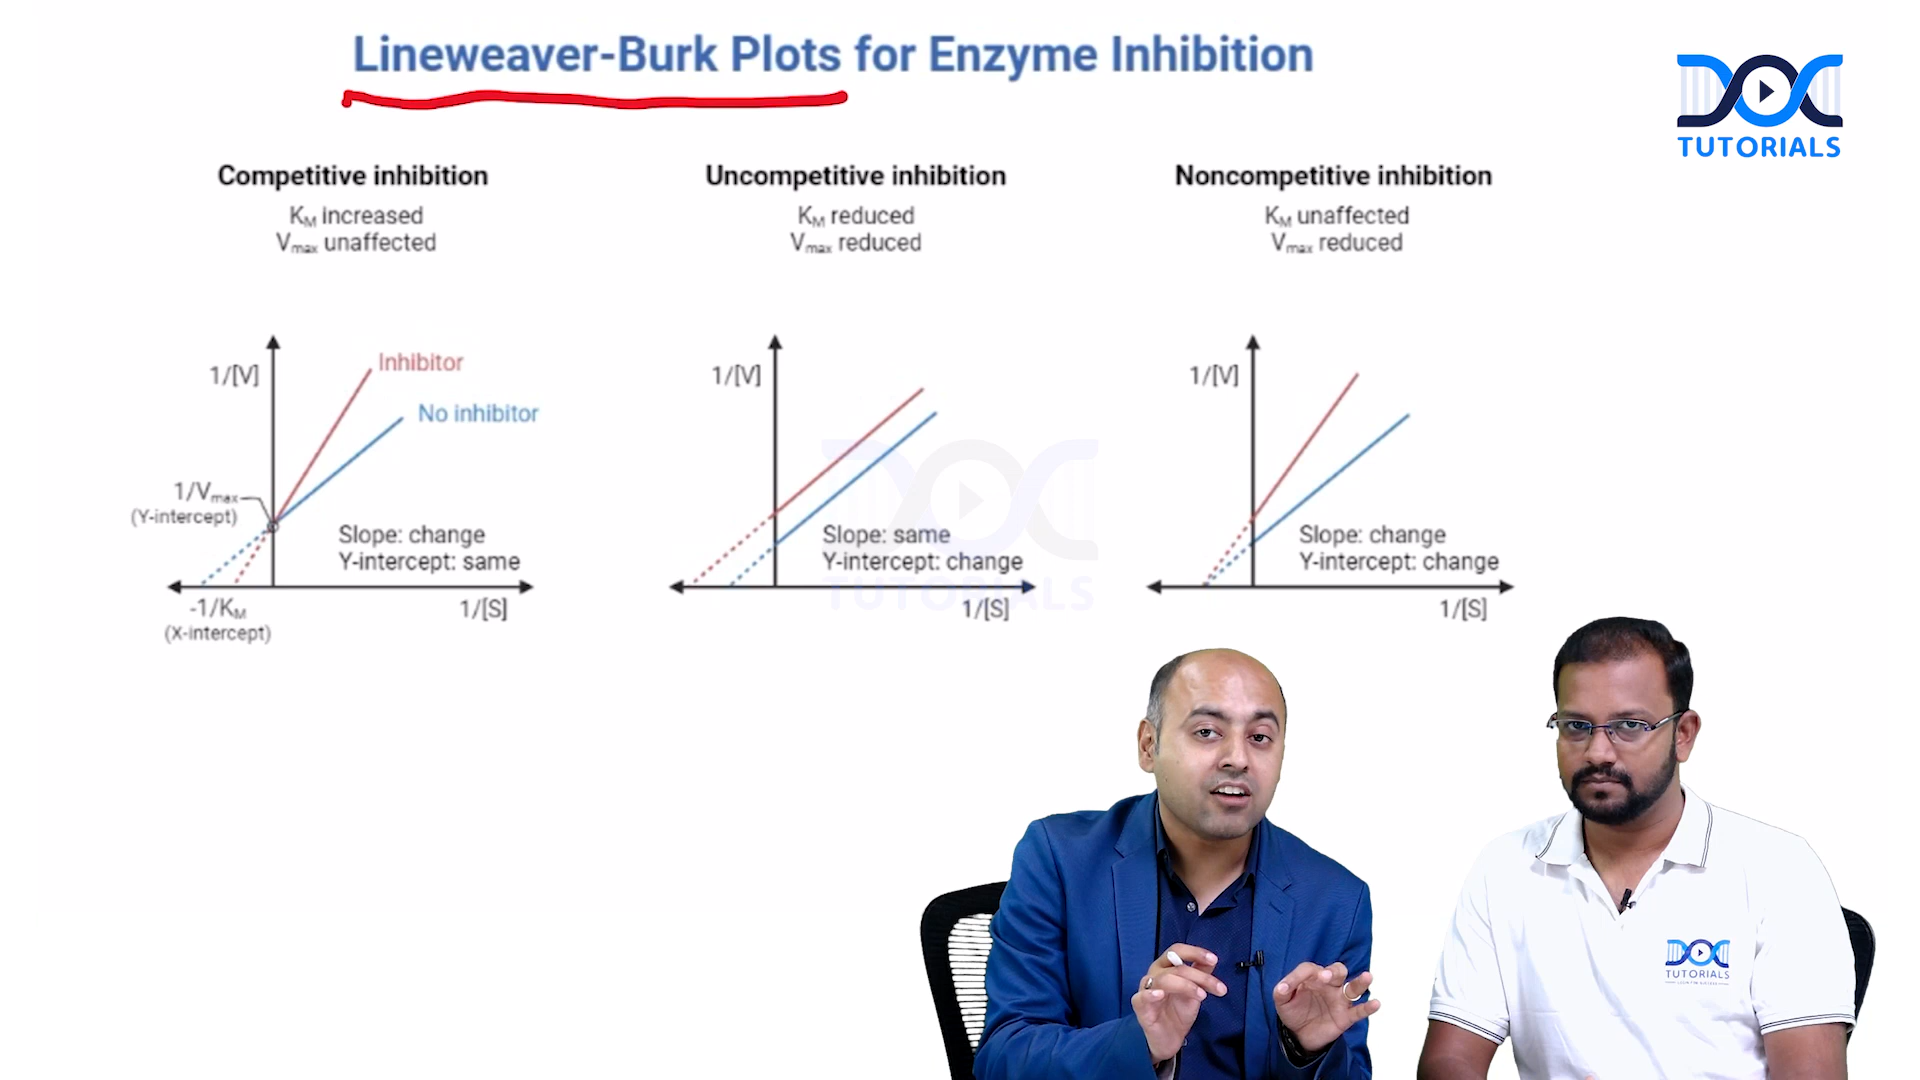 Lineweaver-Burk Plots for Enzyme Inhibition
DOC
TUTORIALS
Competitive inhibition
KM increased
Vmax unaffected
1/[V]
Inhibitor
No inhibitor
1/Vmax
(Y-intercept)
Slope: change
Y-intercept: same
-1/KM
(X-intercept)
1/[S]
Uncompetitive inhibition
KM reduced
Vmax reduced
1/[V]
Slope: same
Y-intercept: change
1/[S]
Noncompetitive inhibition
KM unaffected
Vmax reduced
1/[V]
Slope: change
Y-intercept: change
1/[S]
DOC
TUTORIALS
DOC
TUTORIALS